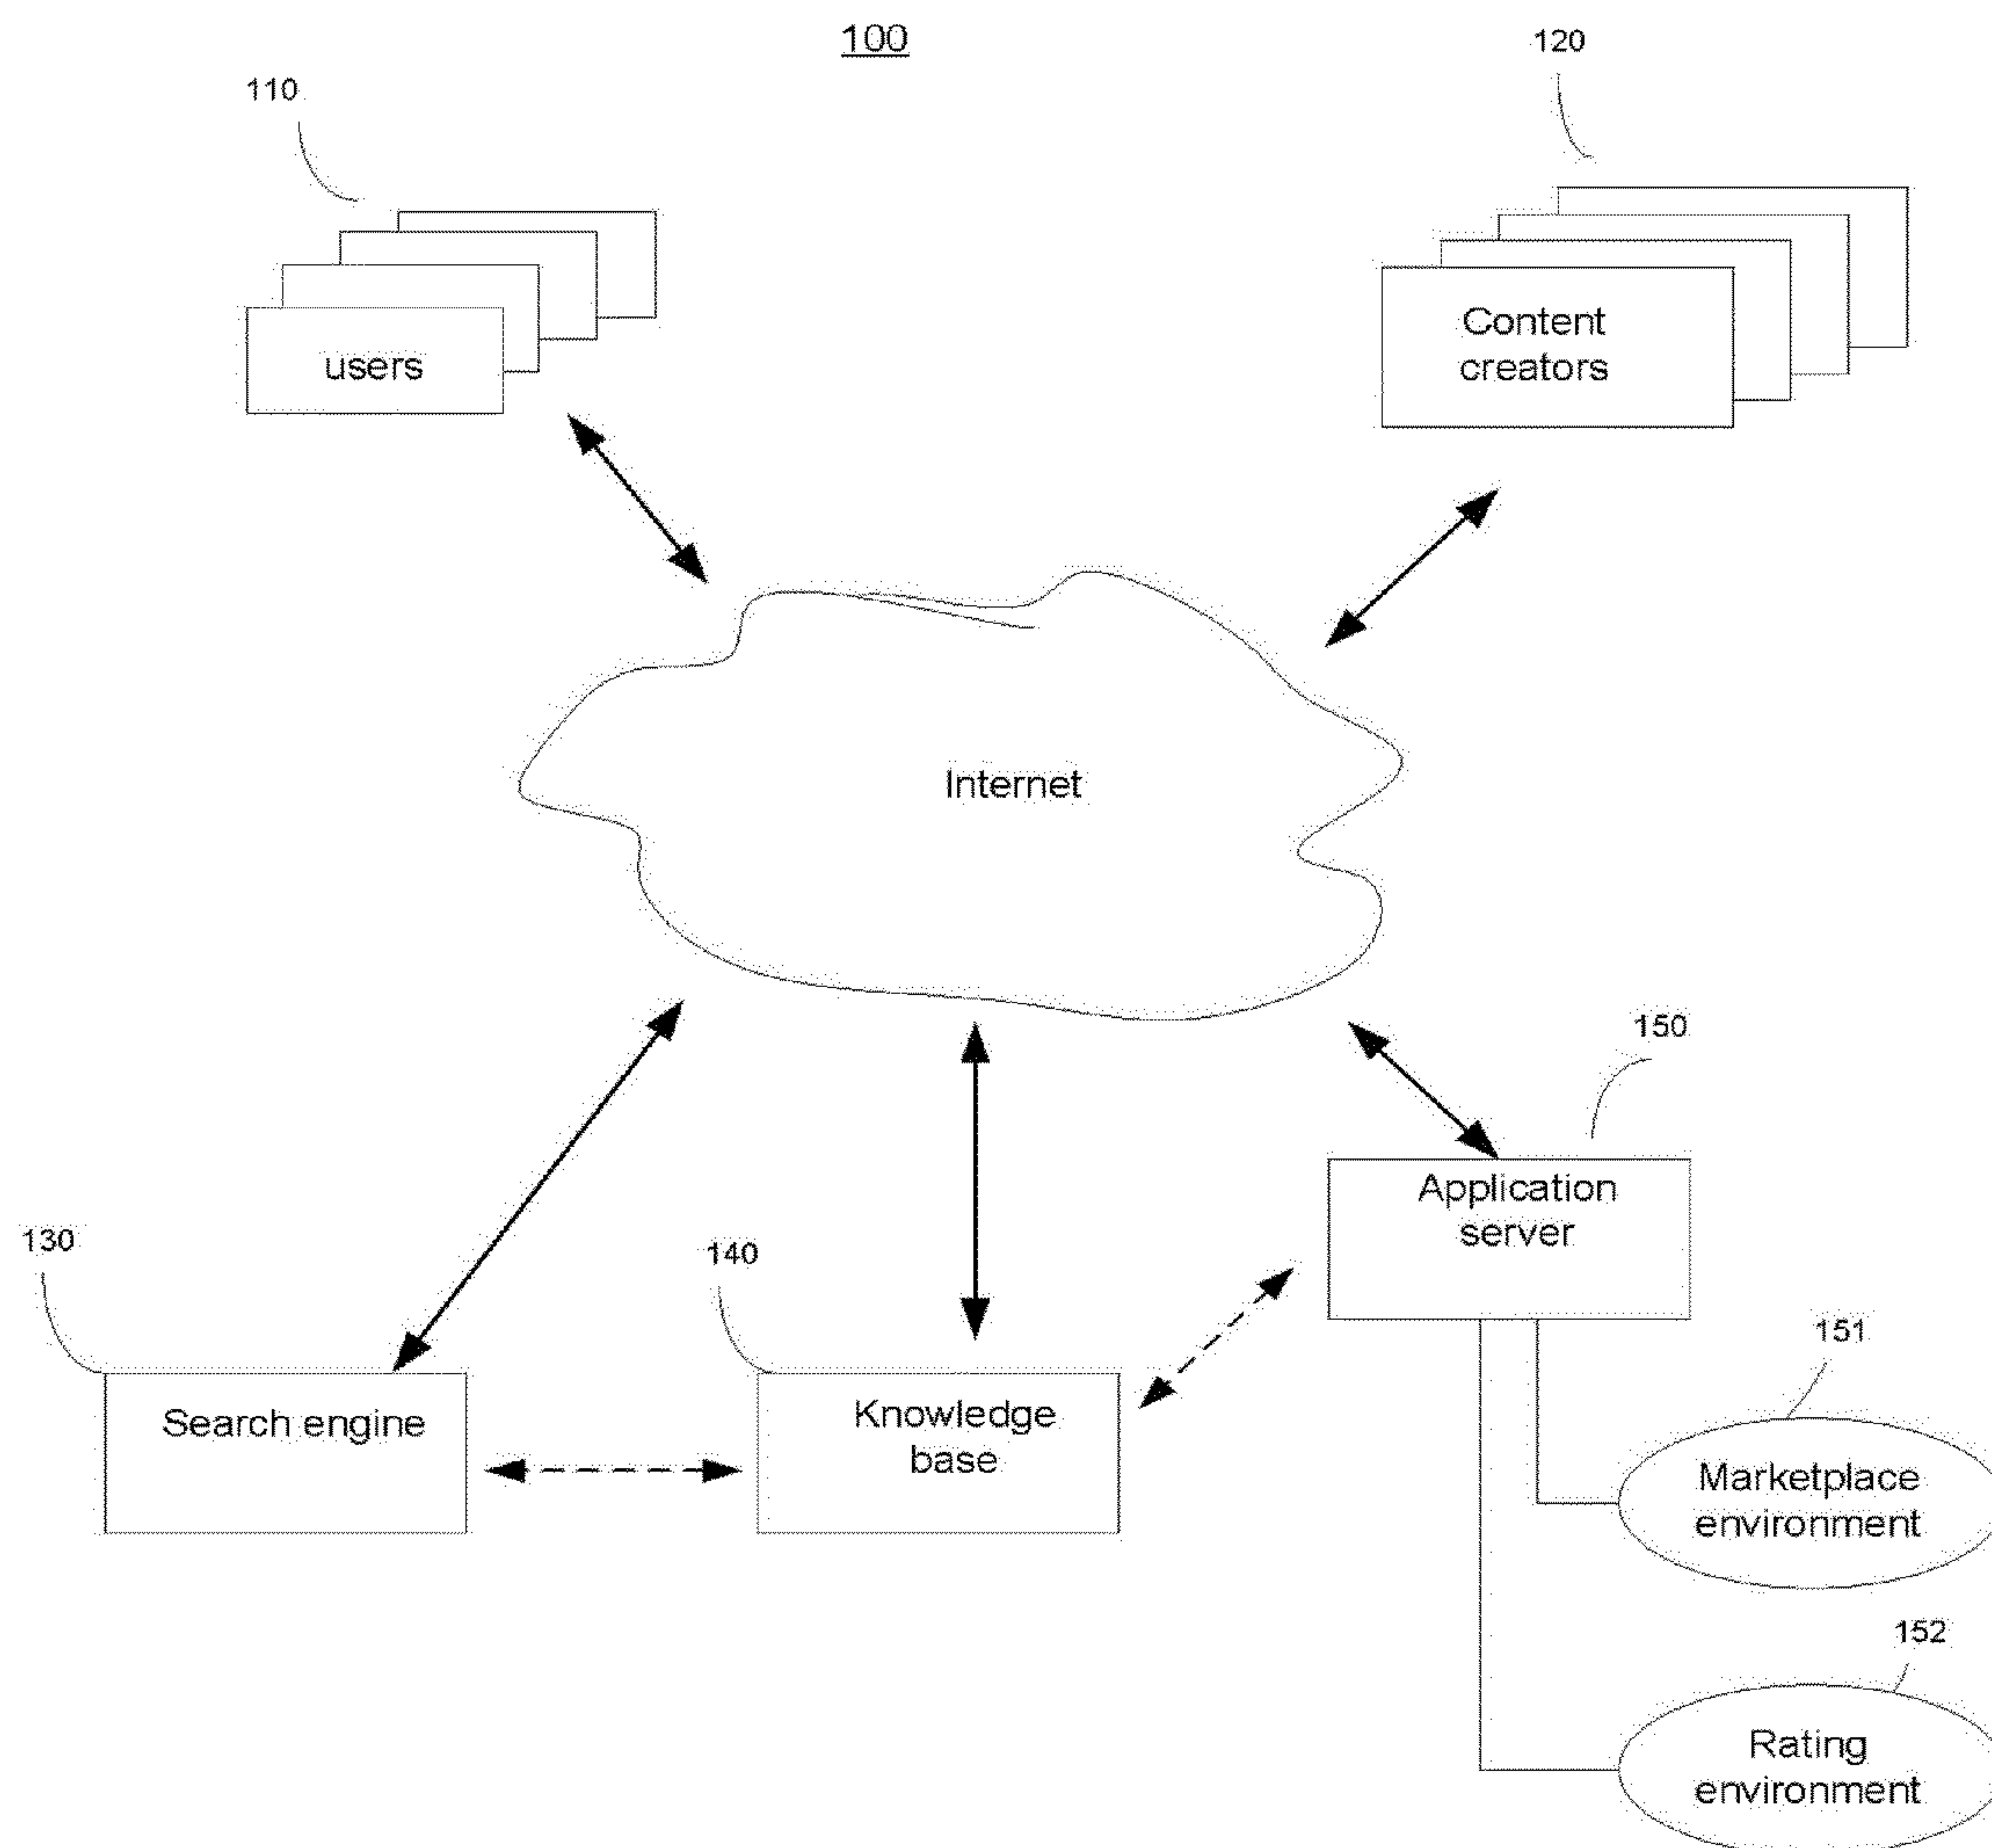 100
120
110
Content
creators
users
Internet
150
Application
server
130
140
151
Search engine
Knowledge
base
Marketplace
environment
152
Rating
environment